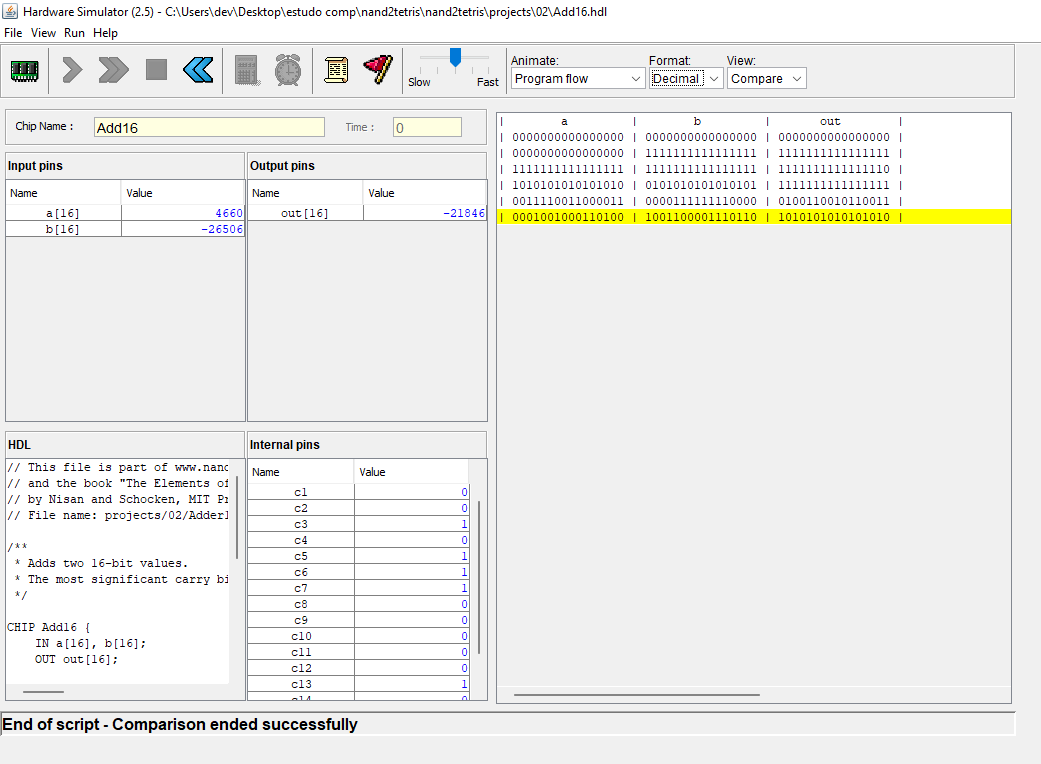 Hardware Simulator (2.5) - C:\Users\dev\Desktop\estudo comp\nand2tetris\nand2tetris\projects\02\Add16.hdl
File View Run Help
Slow Fast
Animate: Format: View:
Program flow Decimal Compare
Chip Name : Add16 Time : 0
Input pins
Name Value
a[16] 4660
b[16] -26506
Output pins
Name Value
out[16] -21846
HDL
// This file is part of www.nand
// and the book "The Elements of
// by Nisan and Schocken, MIT Pr
// File name: projects/02/Adder1
/**
* Adds two 16-bit values.
* The most significant carry bi
*/
CHIP Add16 {
IN a[16], b[16];
OUT out[16];
Internal pins
Name Value
c1 0
c2 0
c3 1
c4 0
c5 1
c6 1
c7 1
c8 0
c9 0
c10 0
c11 0
c12 0
c13 1
c14 0
| a | b | out |
| 0000000000000000 | 0000000000000000 | 0000000000000000 |
| 0000000000000000 | 1111111111111111 | 1111111111111111 |
| 1111111111111111 | 1111111111111111 | 1111111111111110 |
| 1010101010101010 | 0101010101010101 | 1111111111111111 |
| 0011110011000011 | 0000111111110000 | 0100110010110011 |
| 0001001000110100 | 1001100001110110 | 1010101010101010 |
End of script - Comparison ended successfully